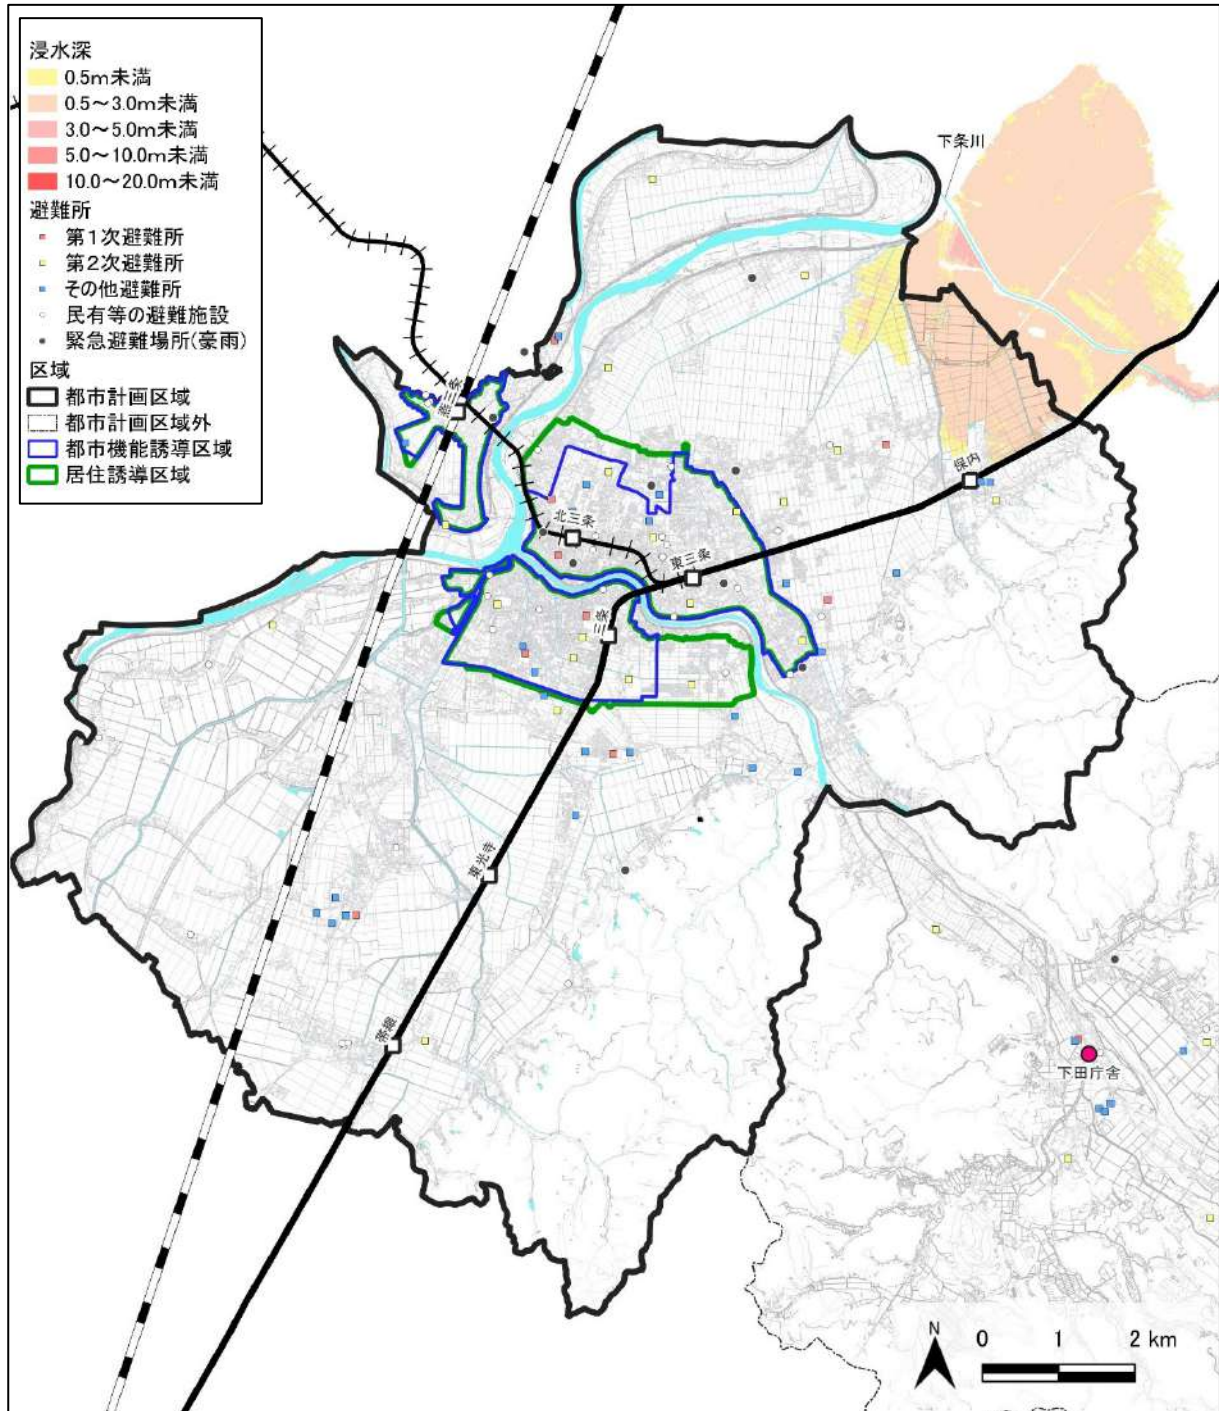 浸水深
0.5m未満
0.5～3.0m未満
3.0～5.0m未満
5.0～10.0m未満
10.0～20.0m未満
避難所
第1次避難所
第2次避難所
その他避難所
民有等の避難施設
緊急避難場所(豪雨)
区域
都市計画区域
都市計画区域外
都市機能誘導区域
居住誘導区域
下条川
燕三条
保内
北三条
東三条
三条
東光寺
帯織
下田庁舎
N
0 1 2 km